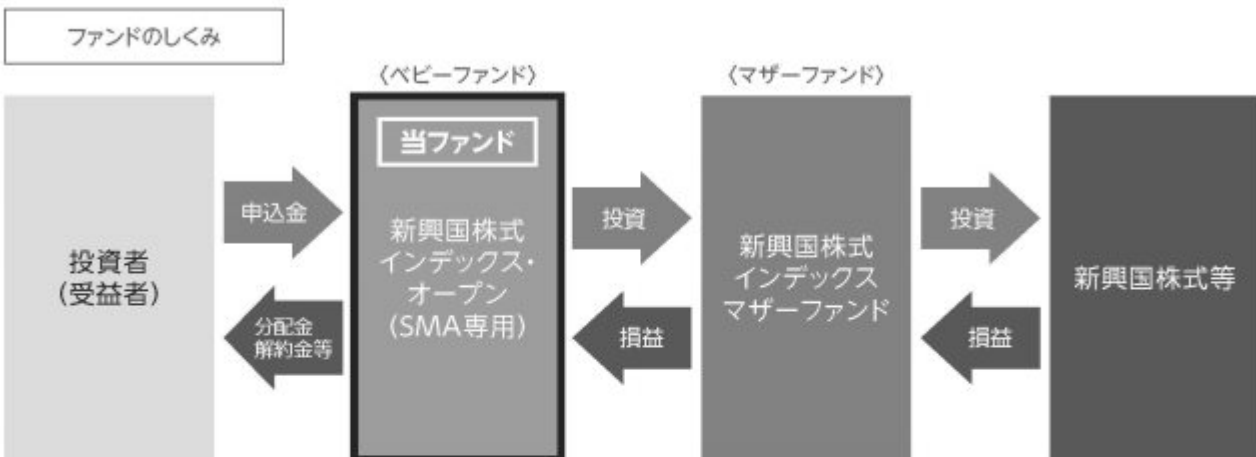 ファンドのしくみ
〈ベビーファンド〉
〈マザーファンド〉
投資者
（受益者）
申込金
分配金
解約金等
当ファンド
新興国株式
インデックス・
オープン
（SMA専用）
投資
損益
新興国株式
インデックス
マザーファンド
投資
損益
新興国株式等